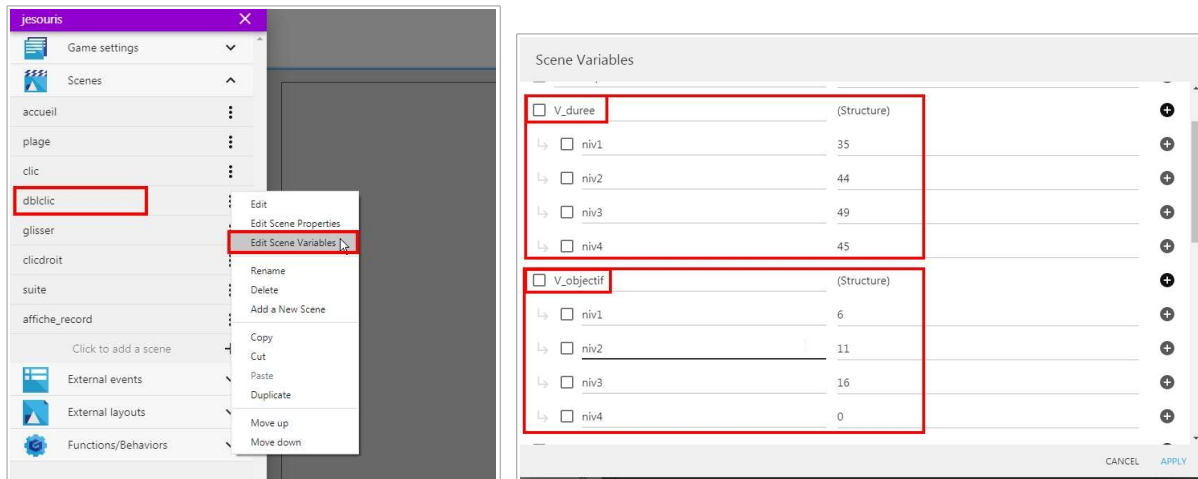 jesouris
Game settings
Scenes
accueil
plage
clic
dblclic
glisser
clicdroit
suite
affiche_record
Click to add a scene
External events
External layouts
Functions/Behaviors
Edit
Edit Scene Properties
Edit Scene Variables
Rename
Delete
Add a New Scene
Copy
Cut
Paste
Duplicate
Move up
Move down
Scene Variables
V_duree (Structure)
niv1 35
niv2 44
niv3 49
niv4 45
V_objectif (Structure)
niv1 6
niv2 11
niv3 16
niv4 0
CANCEL APPLY